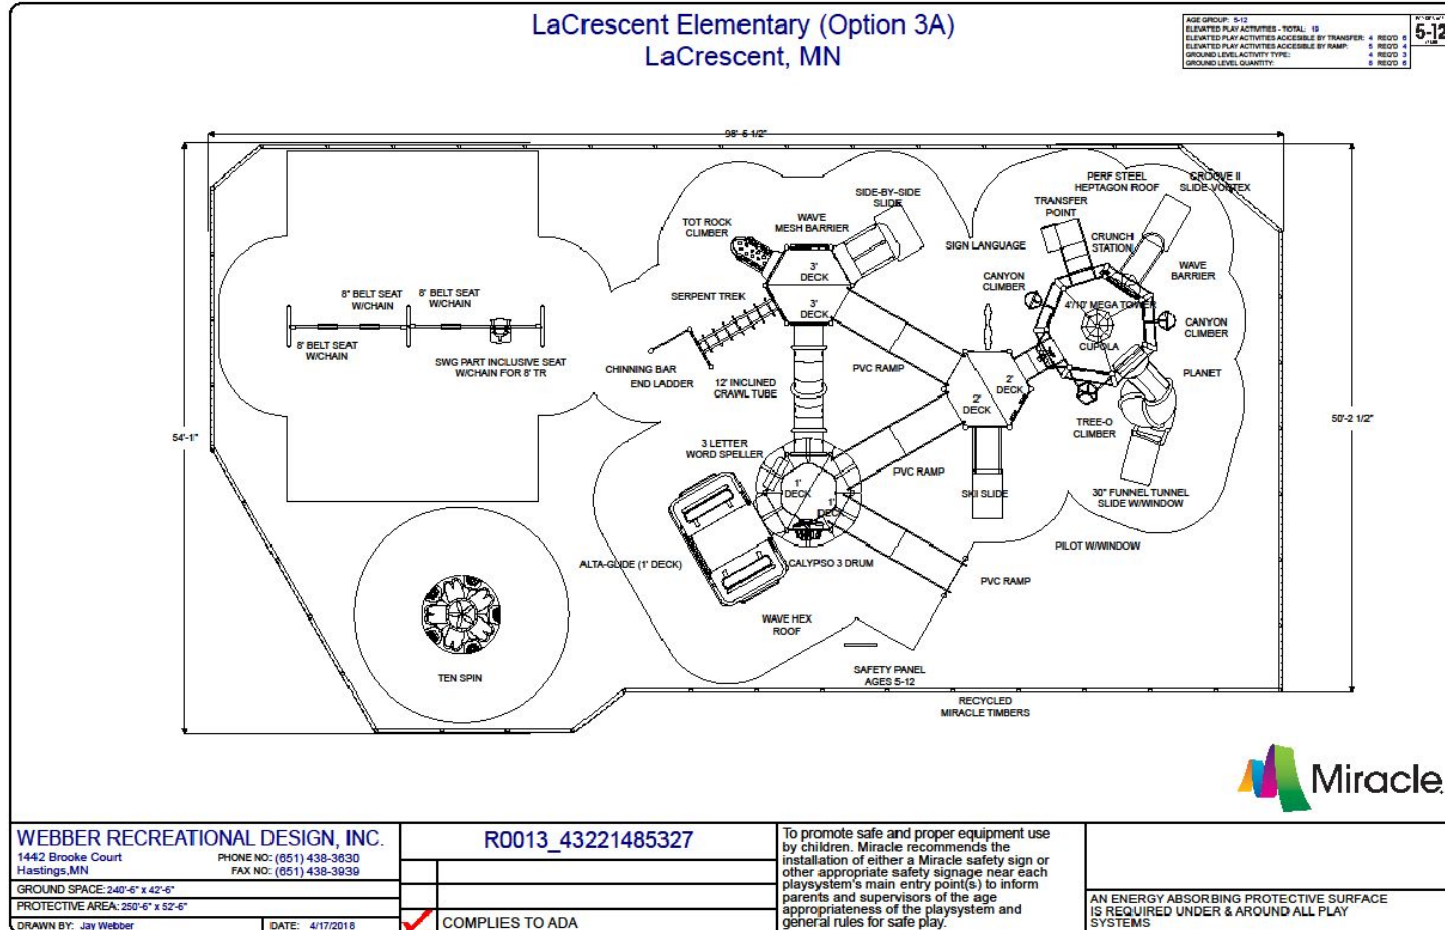 LaCrescent Elementary (Option 3A)
LaCrescent, MN
AGE GROUP: 5-12
ELEVATED PLAY ACTIVITIES - TOTAL: 19
ELEVATED PLAY ACTIVITIES ACCESIBLE BY TRANSFER: 4 REQ'D 6
ELEVATED PLAY ACTIVITIES ACCESIBLE BY RAMP: 5 REQ'D 4
GROUND LEVEL ACTIVITY TYPE: 4 REQ'D 3
GROUND LEVEL QUANTITY: 6 REQ'D 6
5-12
98'-5 1/2"
PERF STEEL
HEPTAGON ROOF
GROOVE II
SLIDE VORTEX
SIDE-BY-SIDE
SLIDE
TRANSFER
POINT
TOT ROCK
CLIMBER
WAVE
MESH BARRIER
SIGN LANGUAGE
CRUNCH
STATION
WAVE
BARRIER
3'
DECK
CANYON
CLIMBER
8" BELT SEAT
W/CHAIN
8' BELT SEAT
W/CHAIN
SERPENT TREK
3'
DECK
4'/10' MEGA TOWER
CANYON
CLIMBER
8' BELT SEAT
W/CHAIN
CUPOLA
SWG PART INCLUSIVE SEAT
W/CHAIN FOR 8' TR
CHINNING BAR
END LADDER
12' INCLINED
CRAWL TUBE
PVC RAMP
2'
DECK
2'
DECK
PLANET
54'-1"
50'-2 1/2"
TREE-O
CLIMBER
3 LETTER
WORD SPELLER
PVC RAMP
1'
DECK
1'
DECK
SKI SLIDE
30" FUNNEL TUNNEL
SLIDE W/WINDOW
PILOT W/WINDOW
ALTA-GLIDE (1' DECK)
CALYPSO 3 DRUM
PVC RAMP
WAVE HEX
ROOF
TEN SPIN
SAFETY PANEL
AGES 5-12
RECYCLED
MIRACLE TIMBERS
Miracle
WEBBER RECREATIONAL DESIGN, INC.
1442 Brooke Court
Hastings,MN
PHONE NO: (651) 438-3630
FAX NO: (651) 438-3939
GROUND SPACE: 240'-6" x 42'-6"
PROTECTIVE AREA: 250'-6" x 52'-6"
DRAWN BY: Jay Webber
DATE: 4/17/2018
R0013_43221485327
COMPLIES TO ADA
To promote safe and proper equipment use
by children. Miracle recommends the
installation of either a Miracle safety sign or
other appropriate safety signage near each
playsystem's main entry point(s) to inform
parents and supervisors of the age
appropriateness of the playsystem and
general rules for safe play.
AN ENERGY ABSORBING PROTECTIVE SURFACE
IS REQUIRED UNDER & AROUND ALL PLAY
SYSTEMS